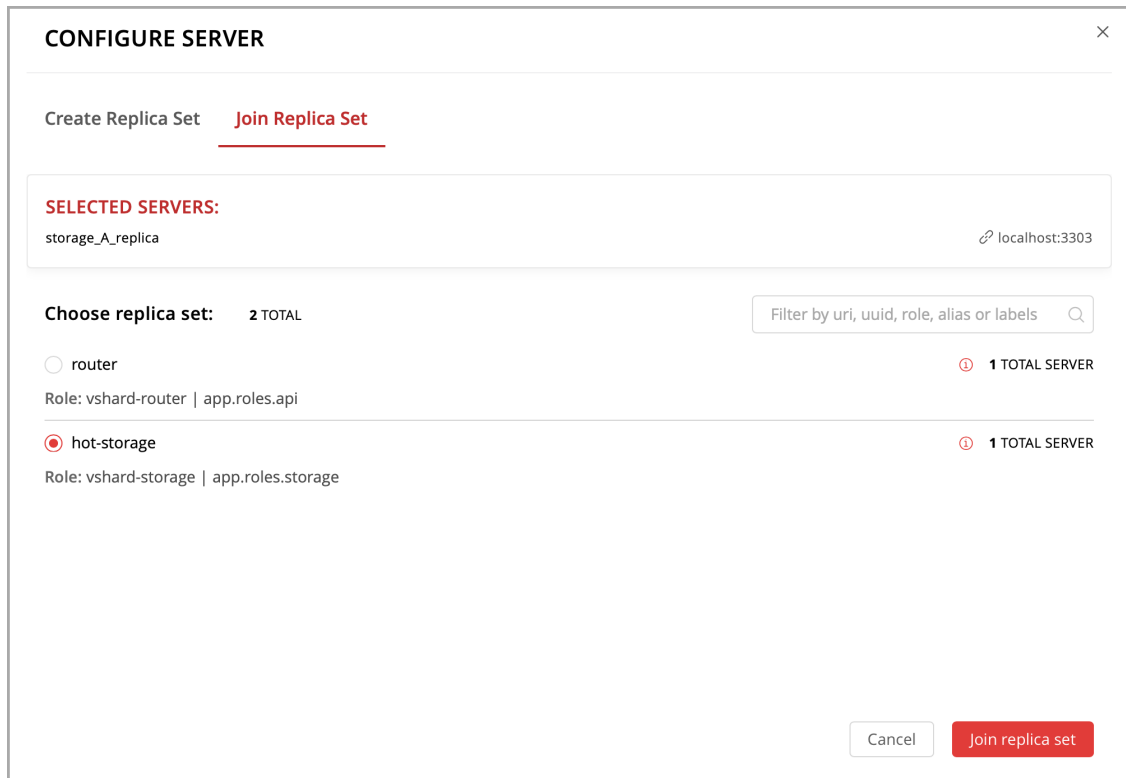 CONFIGURE SERVER
Create Replica Set Join Replica Set
SELECTED SERVERS:
storage_A_replica localhost:3303
Choose replica set: 2 TOTAL Filter by uri, uuid, role, alias or labels
router 1 TOTAL SERVER
Role: vshard-router | app.roles.api
hot-storage 1 TOTAL SERVER
Role: vshard-storage | app.roles.storage
Cancel Join replica set